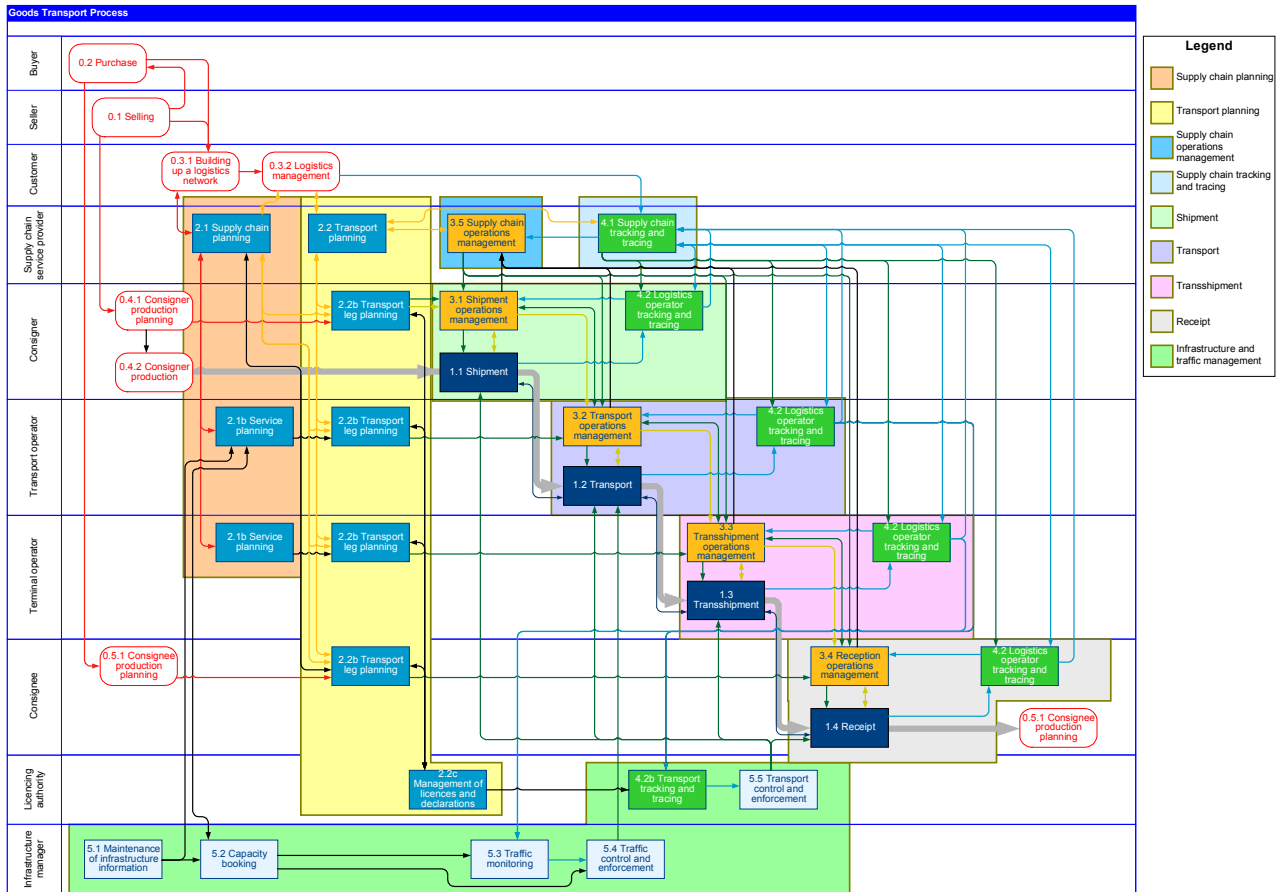 Goods Transport Process
Legend
Supply chain planning
Transport planning
Supply chain
operations
management
Supply chain tracking
and tracing
Shipment
Transport
Transshipment
Receipt
Infrastructure and
traffic management
Buyer
0.2 Purchase
Seller
0.1 Selling
Customer
0.3.1 Building
up a logistics
network
0.3.2 Logistics
management
Supply chain
service provider
2.1 Supply chain
planning
2.2 Transport
planning
3.5 Supply chain
operations
management
4.1 Supply chain
tracking and
tracing
Consigner
0.4.1 Consigner
production
planning
2.2b Transport
leg planning
3.1 Shipment
operations
management
4.2 Logistics
operator
tracking and
tracing
0.4.2 Consigner
production
1.1 Shipment
Transport operator
2.1b Service
planning
2.2b Transport
leg planning
3.2 Transport
operations
management
4.2 Logistics
operator
tracking and
tracing
1.2 Transport
Terminal operator
2.1b Service
planning
2.2b Transport
leg planning
3.3
Transshipment
operations
management
4.2 Logistics
operator
tracking and
tracing
1.3
Transshipment
Consignee
0.5.1 Consignee
production
planning
2.2b Transport
leg planning
3.4 Reception
operations
management
4.2 Logistics
operator
tracking and
tracing
1.4 Receipt
0.5.1 Consignee
production
planning
Licencing
authority
2.2c
Management of
licences and
declarations
4.2b Transport
tracking and
tracing
5.5 Transport
control and
enforcement
Infrastructure
manager
5.1 Maintenance
of infrastructure
information
5.2 Capacity
booking
5.3 Traffic
monitoring
5.4 Traffic
control and
enforcement